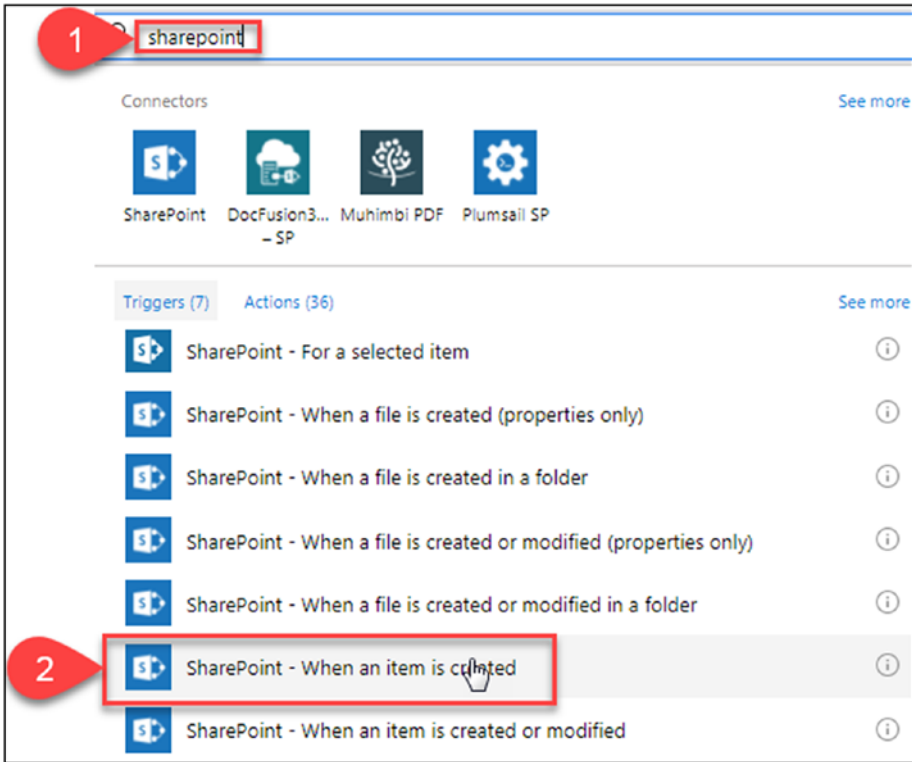 1
sharepoint
Connectors
See more
SharePoint
DocFusion3...
– SP
Muhimbi PDF
Plumsail SP
Triggers (7)
Actions (36)
See more
SharePoint - For a selected item
SharePoint - When a file is created (properties only)
SharePoint - When a file is created in a folder
SharePoint - When a file is created or modified (properties only)
SharePoint - When a file is created or modified in a folder
2
SharePoint - When an item is created
SharePoint - When an item is created or modified